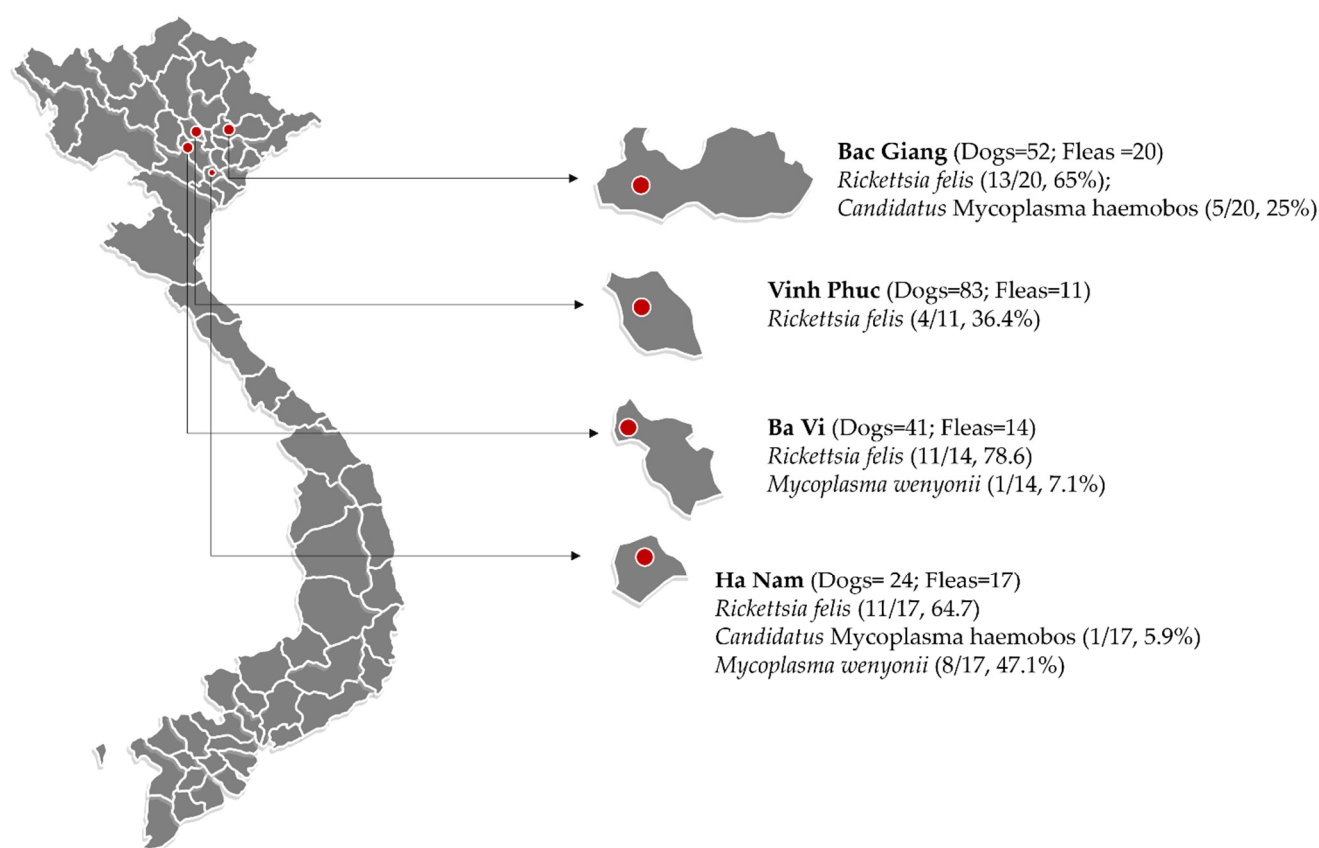 Bac Giang (Dogs=52; Fleas =20)
Rickettsia felis (13/20, 65%);
Candidatus Mycoplasma haemobos (5/20, 25%)
Vinh Phuc (Dogs=83; Fleas=11)
Rickettsia felis (4/11, 36.4%)
Ba Vi (Dogs=41; Fleas=14)
Rickettsia felis (11/14, 78.6)
Mycoplasma wenyonii (1/14, 7.1%)
Ha Nam (Dogs= 24; Fleas=17)
Rickettsia felis (11/17, 64.7)
Candidatus Mycoplasma haemobos (1/17, 5.9%)
Mycoplasma wenyonii (8/17, 47.1%)